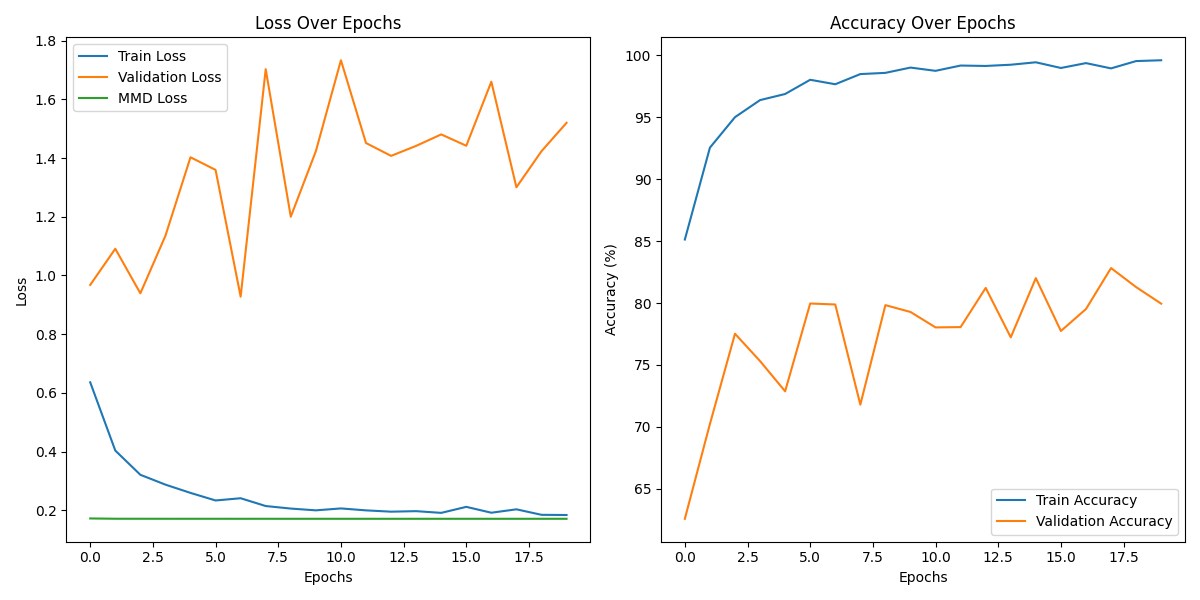 Loss Over Epochs
1.8
1.6
1.4
1.2
1.0
0.8
0.6
0.4
0.2
Loss
Train Loss
Validation Loss
MMD Loss
0.0 2.5 5.0 7.5 10.0 12.5 15.0 17.5
Epochs
Accuracy Over Epochs
100
95
90
85
80
75
70
65
Accuracy (%)
Train Accuracy
Validation Accuracy
0.0 2.5 5.0 7.5 10.0 12.5 15.0 17.5
Epochs